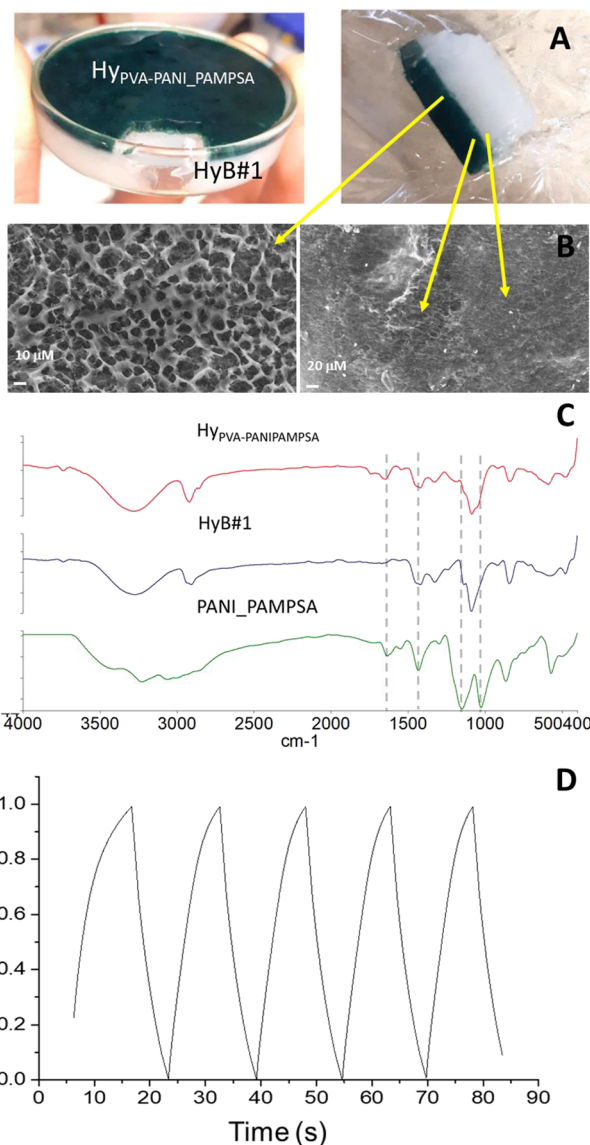 A
Hy_PVA-PANI_PAMPSA
HyB#1
B
10 µM
20 µM
C
Hy_PVA-PANIPAMPSA
HyB#1
PANI_PAMPSA
4000 3500 3000 2000 1500 1000 500400
cm-1
D
1.0
0.8
0.6
0.4
0.2
0.0
0 10 20 30 40 50 60 70 80 90
Time (s)